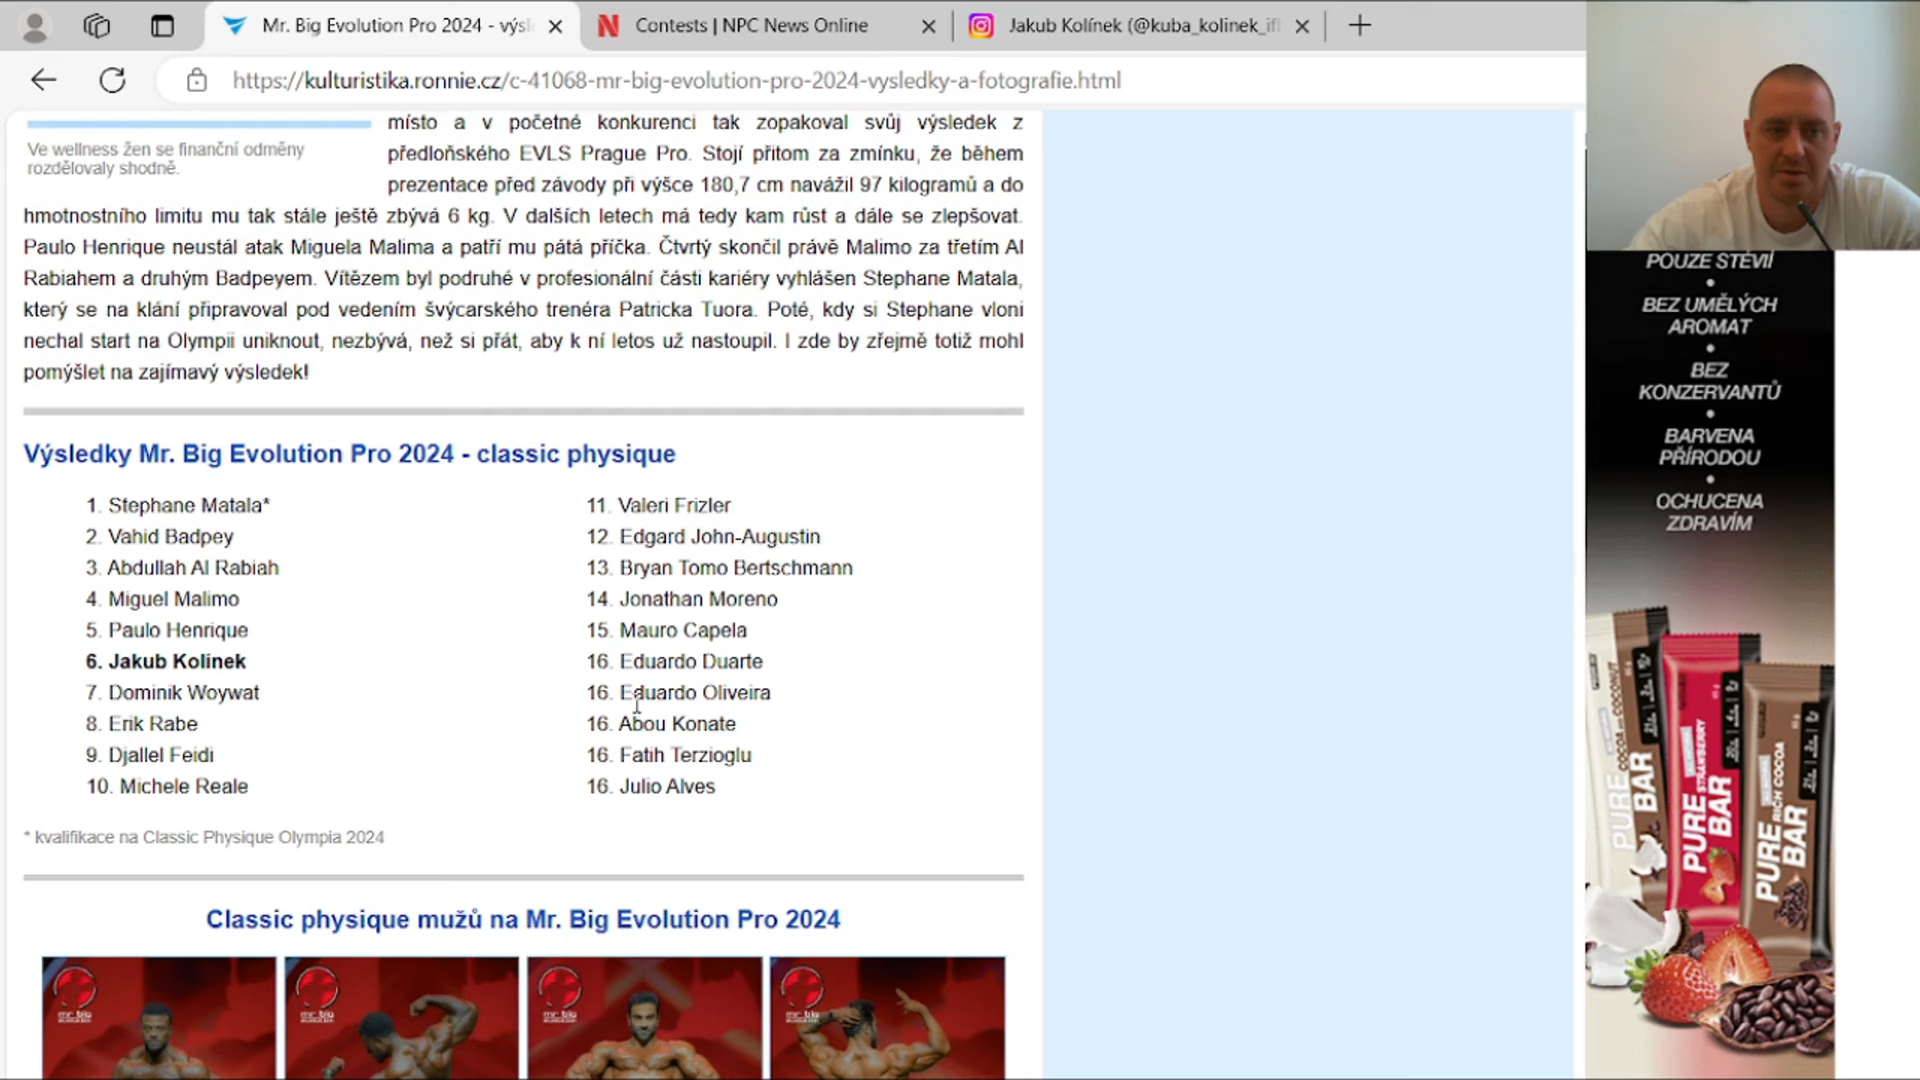 Mr. Big Evolution Pro 2024 - výsl
Contests | NPC News Online
Jakub Kolínek (@kuba_kolinek_ifb
https://kulturistika.ronnie.cz/c-41068-mr-big-evolution-pro-2024-vysledky-a-fotografie.html
Ve wellness žen se finanční odměny
rozdělovaly shodně.
místo a v početné konkurenci tak zopakoval svůj výsledek z
předloňského EVLS Prague Pro. Stojí přitom za zmínku, že během
prezentace před závody při výšce 180,7 cm navážil 97 kilogramů a do
hmotnostního limitu mu tak stále ještě zbývá 6 kg. V dalších letech má tedy kam růst a dále se zlepšovat.
Paulo Henrique neustál atak Miguela Malima a patří mu pátá příčka. Čtvrtý skončil právě Malimo za třetím Al
Rabiahem a druhým Badpeyem. Vítězem byl podruhé v profesionální části kariéry vyhlášen Stephane Matala,
který se na klání připravoval pod vedením švýcarského trenéra Patricka Tuora. Poté, kdy si Stephane vloni
nechal start na Olympii uniknout, nezbývá, než si přát, aby k ní letos už nastoupil. I zde by zřejmě totiž mohl
pomýšlet na zajímavý výsledek!
Výsledky Mr. Big Evolution Pro 2024 - classic physique
1. Stephane Matala*
2. Vahid Badpey
3. Abdullah Al Rabiah
4. Miguel Malimo
5. Paulo Henrique
6. Jakub Kolínek
7. Dominik Woywat
8. Erik Rabe
9. Djallel Feidi
10. Michele Reale
11. Valeri Frizler
12. Edgard John-Augustin
13. Bryan Tomo Bertschmann
14. Jonathan Moreno
15. Mauro Capela
16. Eduardo Duarte
16. Eduardo Oliveira
16. Abou Konate
16. Fatih Terzioglu
16. Julio Alves
* kvalifikace na Classic Physique Olympia 2024
Classic physique mužů na Mr. Big Evolution Pro 2024
mr. big
mr. big
mr. big
mr. big
POUZE STÉVIÍ
BEZ UMĚLÝCH
AROMAT
BEZ
KONZERVANTŮ
BARVENA
PŘÍRODOU
OCHUCENA
ZDRAVÍM
PURE
BAR
COCOA-COCONUT
PURE
BAR
STRAWBERRY
PURE
BAR
RICH COCOA